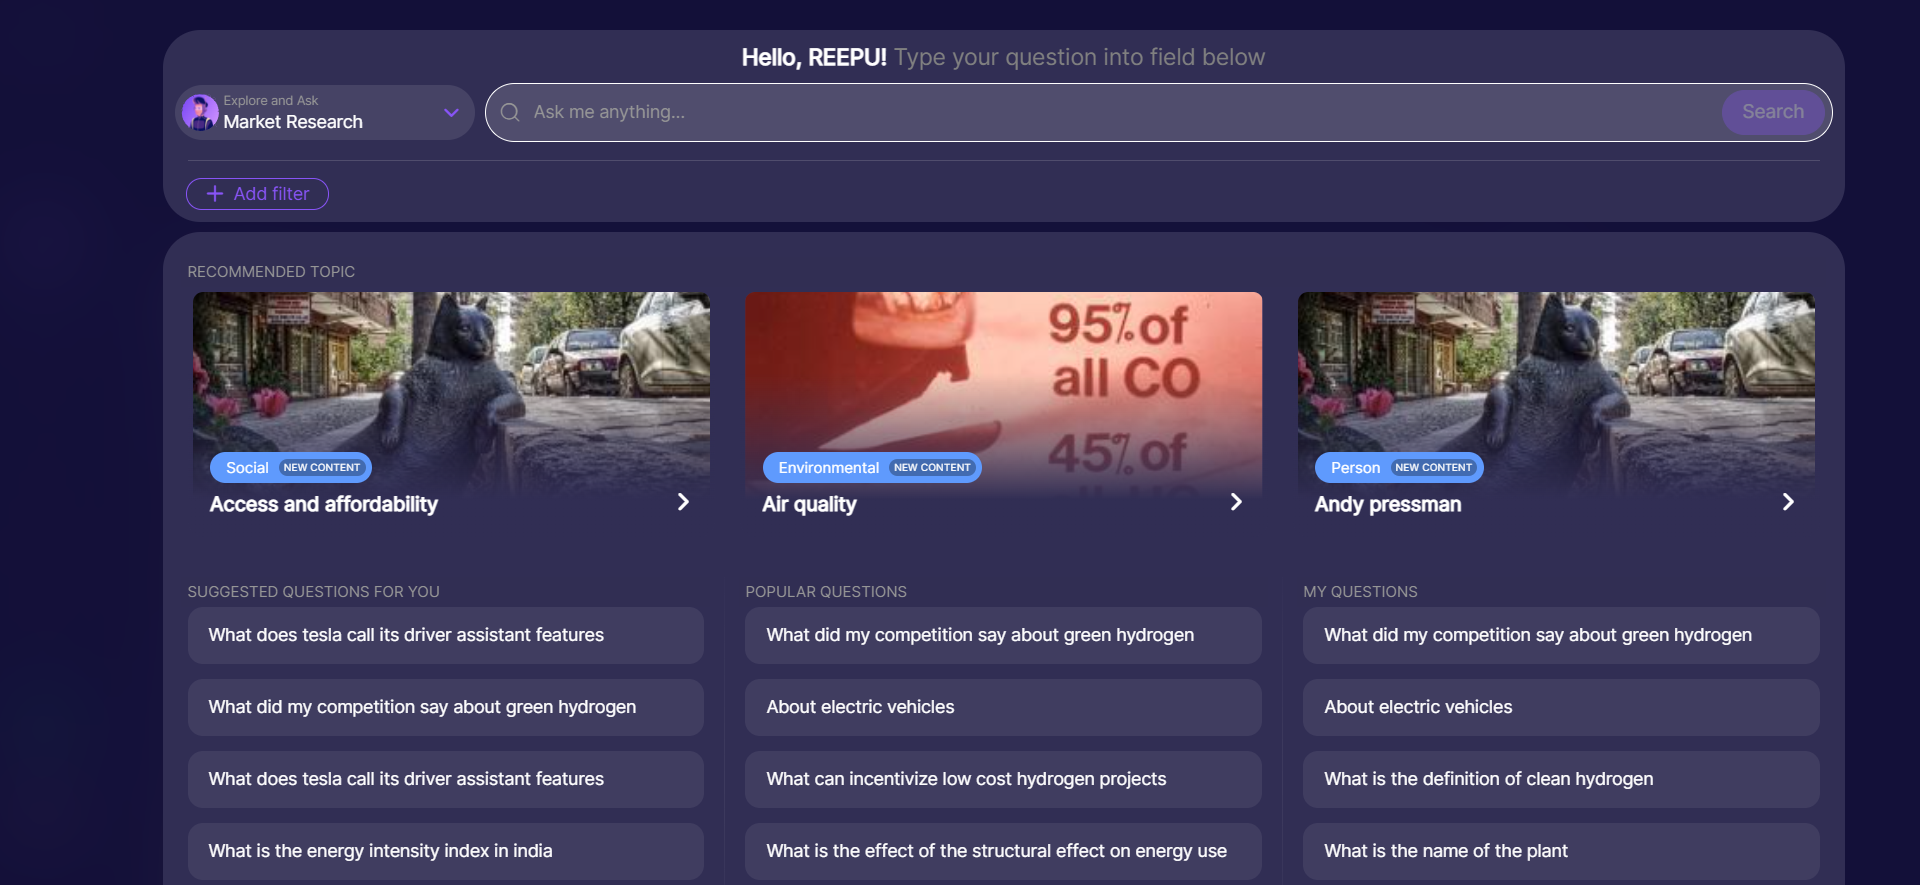 Hello, REEPU! Type your question into field below
Explore and Ask
Market Research
Ask me anything...
Search
Add filter
RECOMMENDED TOPIC
95% of
all CO
45% of
Social NEW CONTENT
Access and affordability
Environmental NEW CONTENT
Air quality
Person NEW CONTENT
Andy pressman
SUGGESTED QUESTIONS FOR YOU
What does tesla call its driver assistant features
What did my competition say about green hydrogen
What does tesla call its driver assistant features
What is the energy intensity index in india
POPULAR QUESTIONS
What did my competition say about green hydrogen
About electric vehicles
What can incentivize low cost hydrogen projects
What is the effect of the structural effect on energy use
MY QUESTIONS
What did my competition say about green hydrogen
About electric vehicles
What is the definition of clean hydrogen
What is the name of the plant